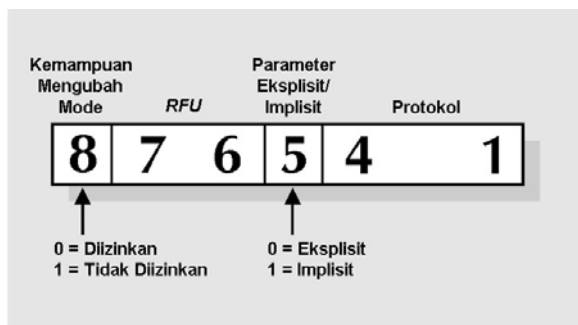 Kemampuan
Mengubah
Mode
RFU
Parameter
Eksplisit/
Implisit
Protokol
8 7 6 5 4 1
0 = Diizinkan
1 = Tidak Diizinkan
0 = Eksplisit
1 = Implisit